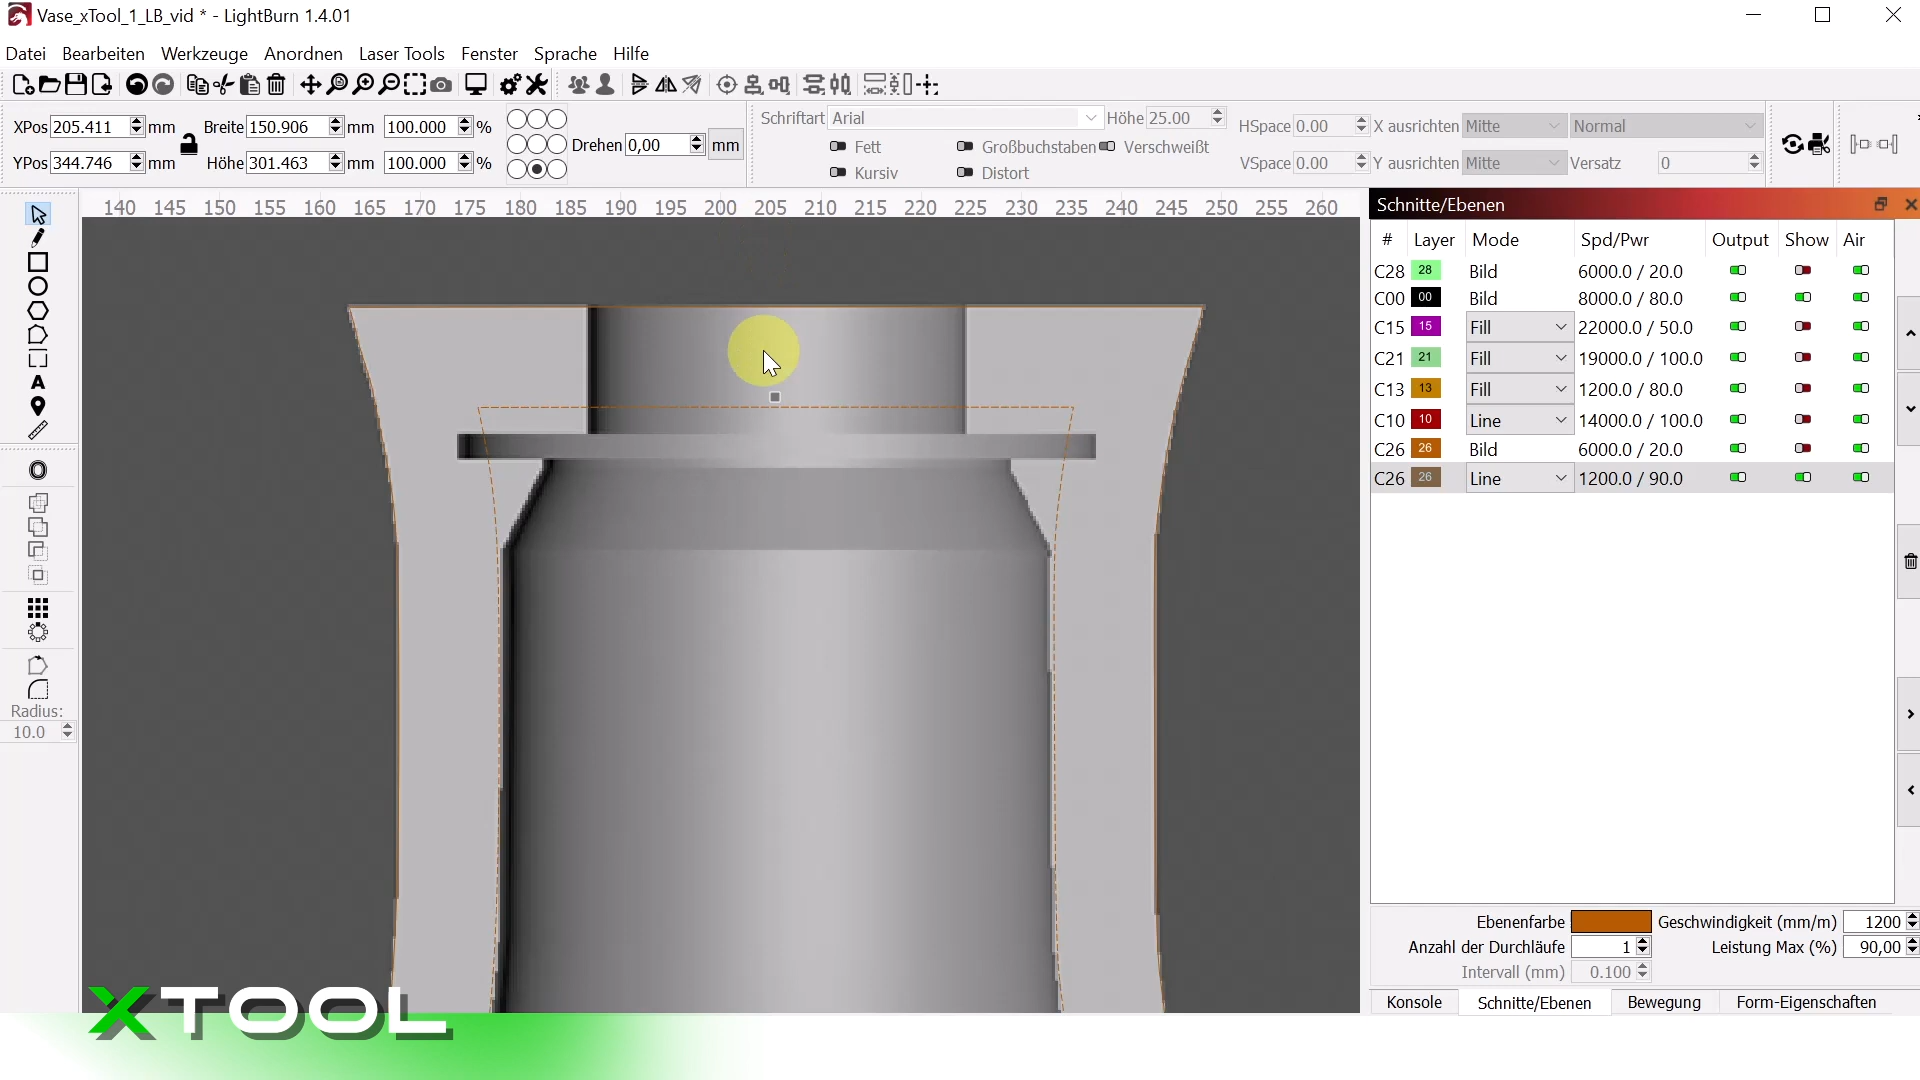 Vase_xTool_1_LB_vid * - LightBurn 1.4.01
Datei Bearbeiten Werkzeuge Anordnen Laser Tools Fenster Sprache Hilfe
XPos 205.411 mm Breite 150.906 mm 100.000 %
YPos 344.746 mm Höhe 301.463 mm 100.000 %
Drehen 0,00 mm
Schriftart Arial Höhe 25.00
Fett Großbuchstaben Verschweißt
Kursiv Distort
HSpace 0.00 X ausrichten Mitte Normal
VSpace 0.00 Y ausrichten Mitte Versatz 0
140 145 150 155 160 165 170 175 180 185 190 195 200 205 210 215 220 225 230 235 240 245 250 255 260
Radius:
10.0
Schnitte/Ebenen
# Layer Mode Spd/Pwr Output Show Air
C28 28 Bild 6000.0 / 20.0
C00 00 Bild 8000.0 / 80.0
C15 15 Fill 22000.0 / 50.0
C21 21 Fill 19000.0 / 100.0
C13 13 Fill 1200.0 / 80.0
C10 10 Line 14000.0 / 100.0
C26 26 Bild 6000.0 / 20.0
C26 26 Line 1200.0 / 90.0
Ebenenfarbe Geschwindigkeit (mm/m) 1200
Anzahl der Durchläufe 1 Leistung Max (%) 90,00
Intervall (mm) 0.100
Konsole Schnitte/Ebenen Bewegung Form-Eigenschaften
XTOOL